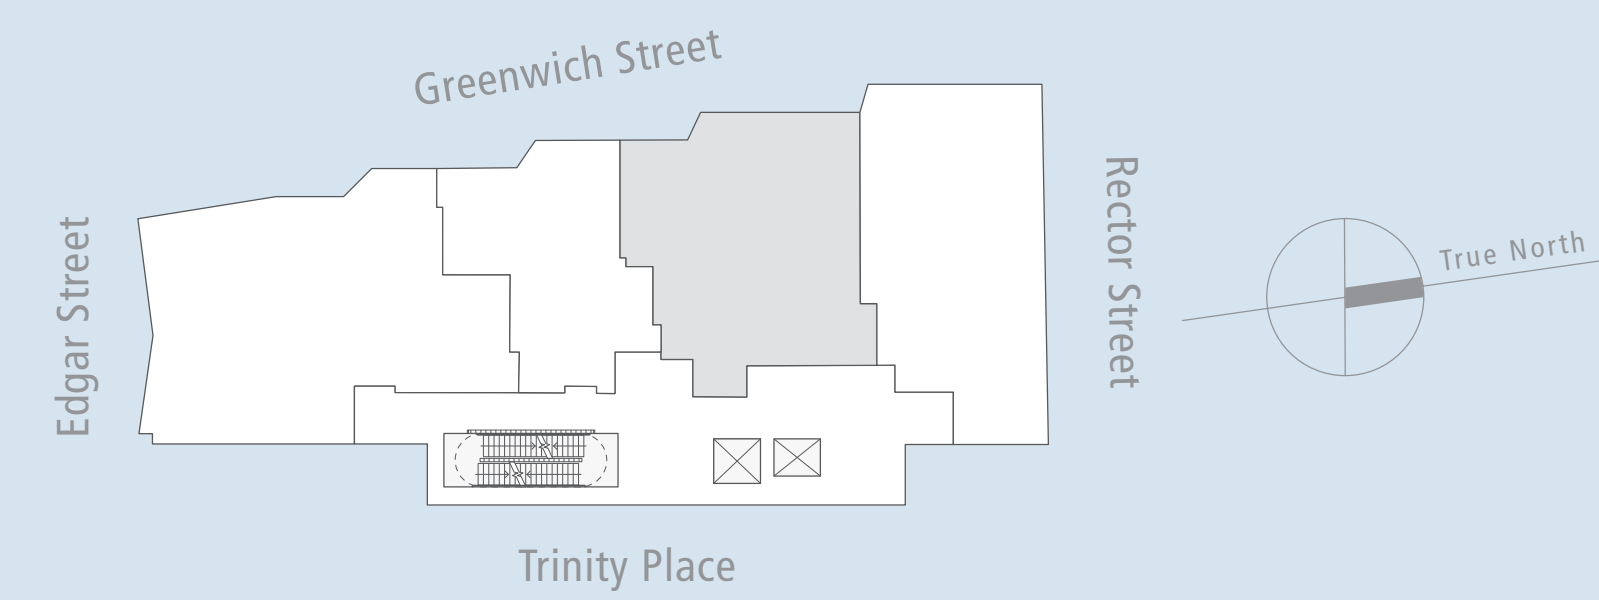 Greenwich Street
Edgar Street
Rector Street
True North
Trinity Place